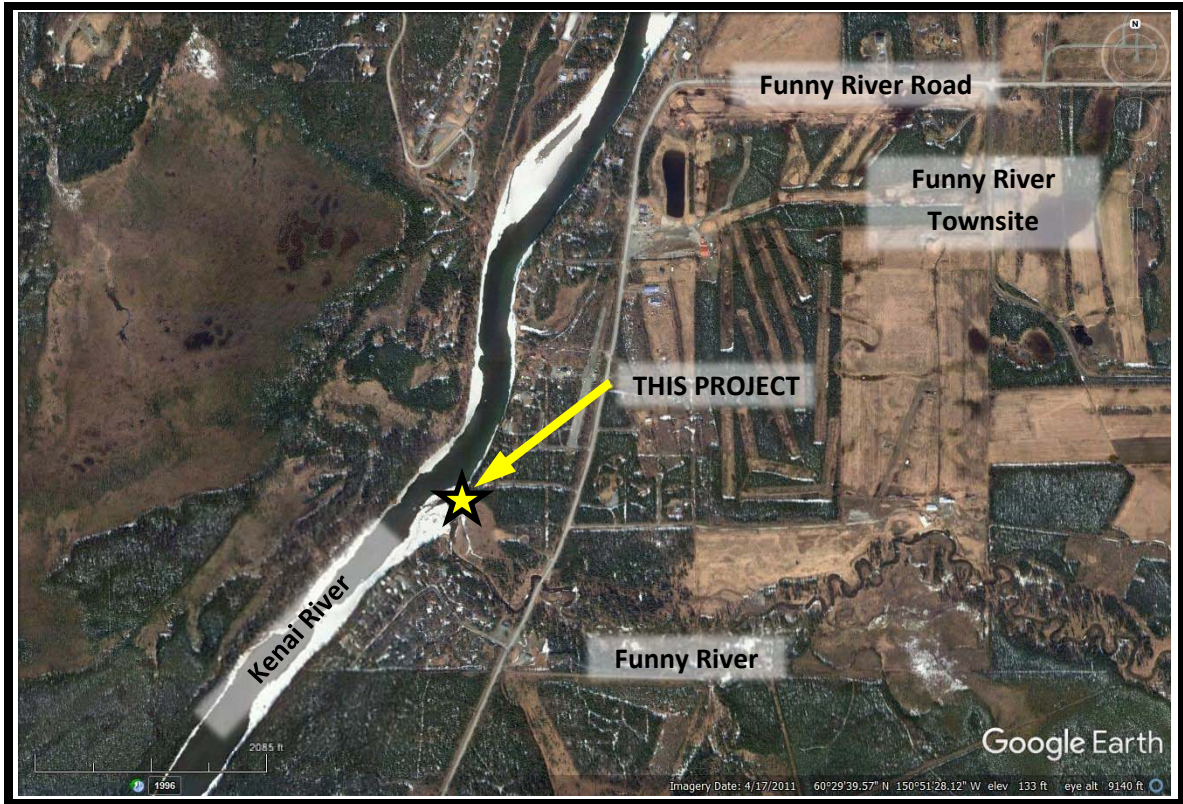 N
Funny River Road
Funny River
Townsite
THIS PROJECT
Kenai River
Funny River
2085 ft
Google Earth
1996
Imagery Date: 4/17/2011 60°29'39.57" N 150°51'28.12" W elev 133 ft eye alt 9140 ft